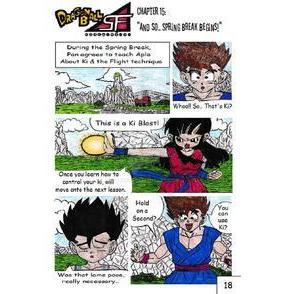 DRAGON BALL SF
CHAPTER 15:
"AND SO.. SPRING BREAK BEGINS!"
During the Spring Break,
Pan agrees to teach Apla
About Ki & the Flight technique
Whoa!! So.. That's Ki?
This is a Ki Blast!
Once you learn how to
control your ki, will
move onto the next lesson.
Hold
on a
Second?
You
can
use
Ki?
Was that lame pose..
really necessary..
18